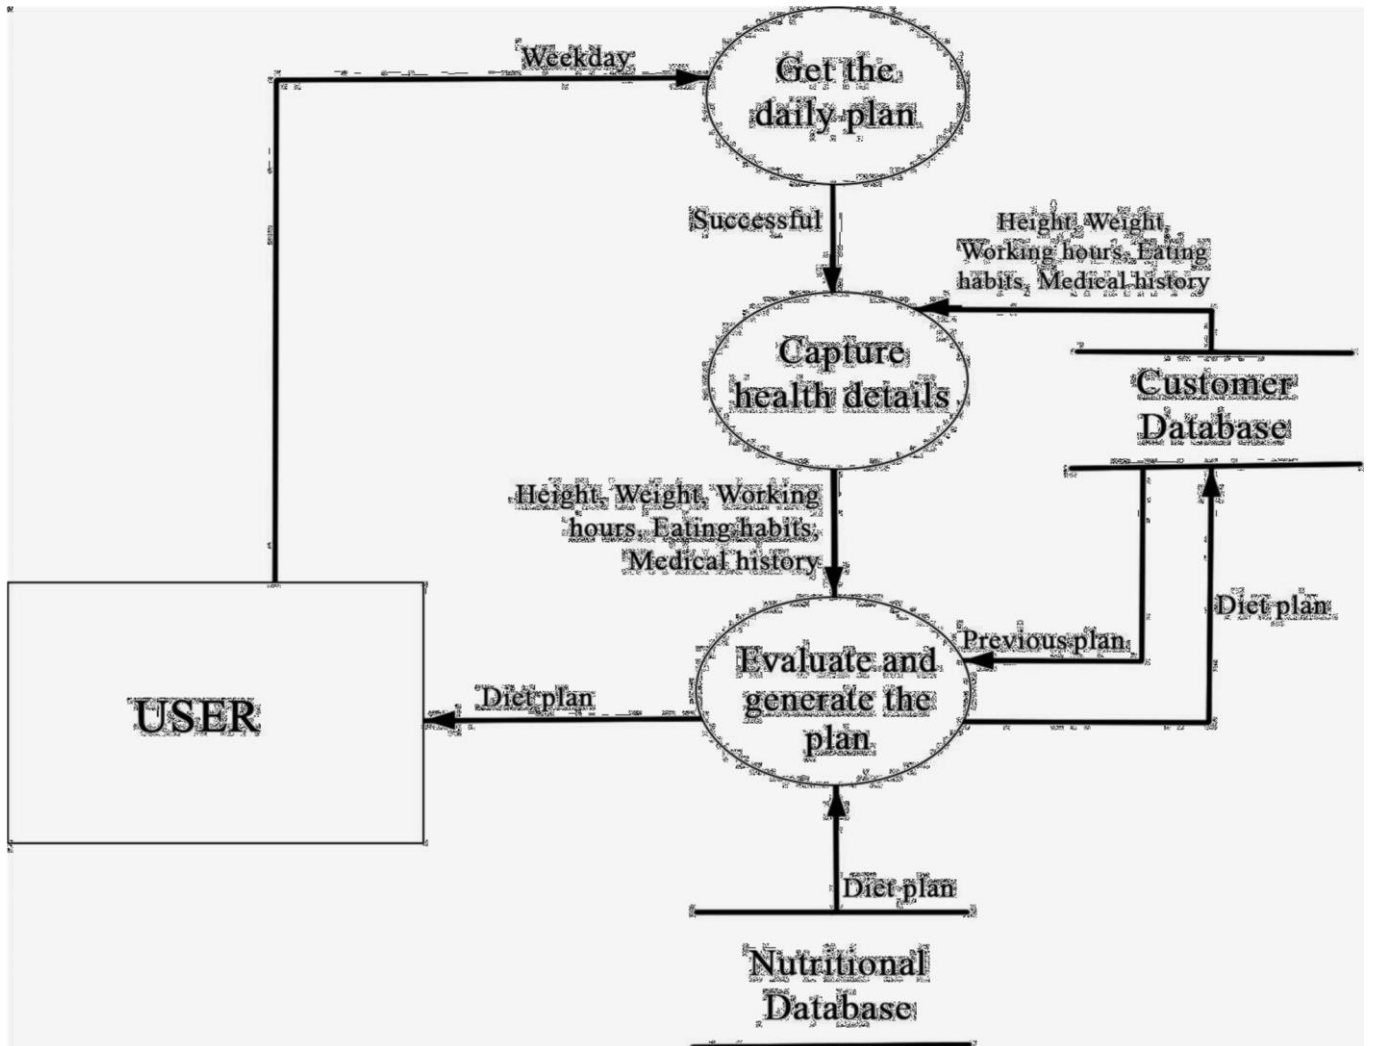 Weekday
Get the
daily plan
Successful
Height, Weight,
Working hours, Eating
habits, Medical history
Capture
health details
Customer
Database
Height, Weight, Working
hours, Eating habits,
Medical history
Diet plan
Previous plan
Evaluate and
generate the
plan
Diet plan
USER
Diet plan
Nutritional
Database